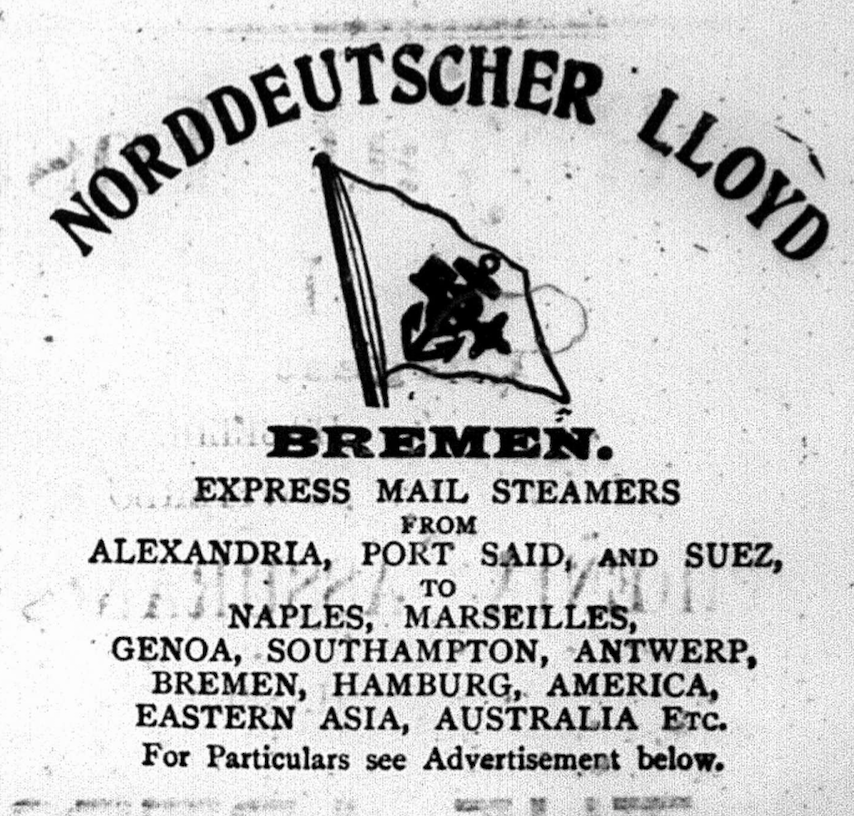 NORDDEUTSCHER LLOYD
BREMEN.
EXPRESS MAIL STEAMERS
FROM
ALEXANDRIA, PORT SAID, AND SUEZ,
TO
NAPLES, MARSEILLES,
GENOA, SOUTHAMPTON, ANTWERP,
BREMEN, HAMBURG, AMERICA,
EASTERN ASIA, AUSTRALIA ETC.
For Particulars see Advertisement below.